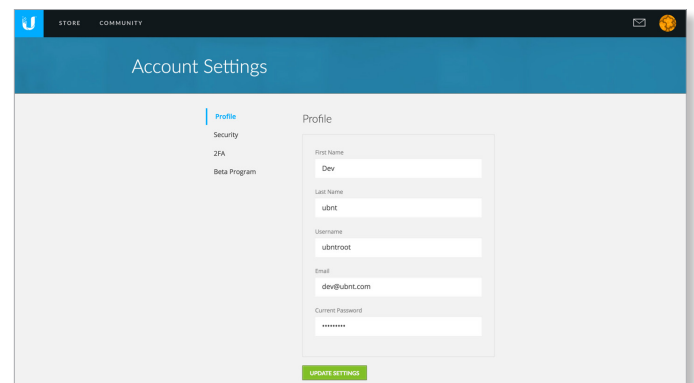 STORE COMMUNITY
Account Settings
Profile
Security
2FA
Beta Program
Profile
First Name
Dev
Last Name
ubnt
Username
ubntroot
Email
dev@ubnt.com
Current Password
•••••••••
UPDATE SETTINGS